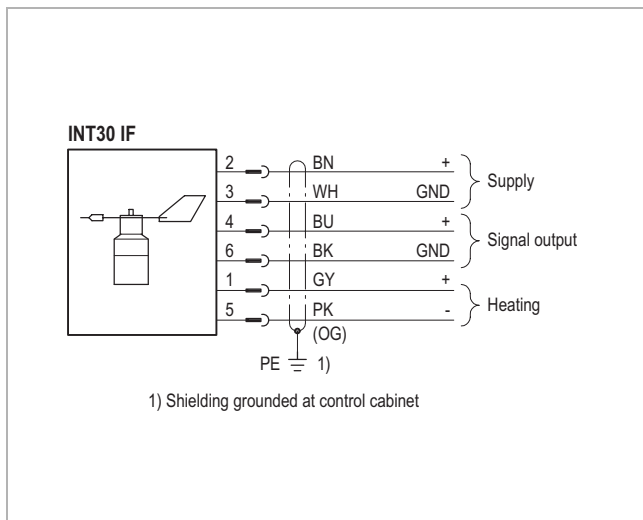 INT30 IF
2 BN +
Supply
3 WH GND
4 BU +
Signal output
6 BK GND
1 GY +
Heating
5 PK -
(OG)
PE 1)
1) Shielding grounded at control cabinet